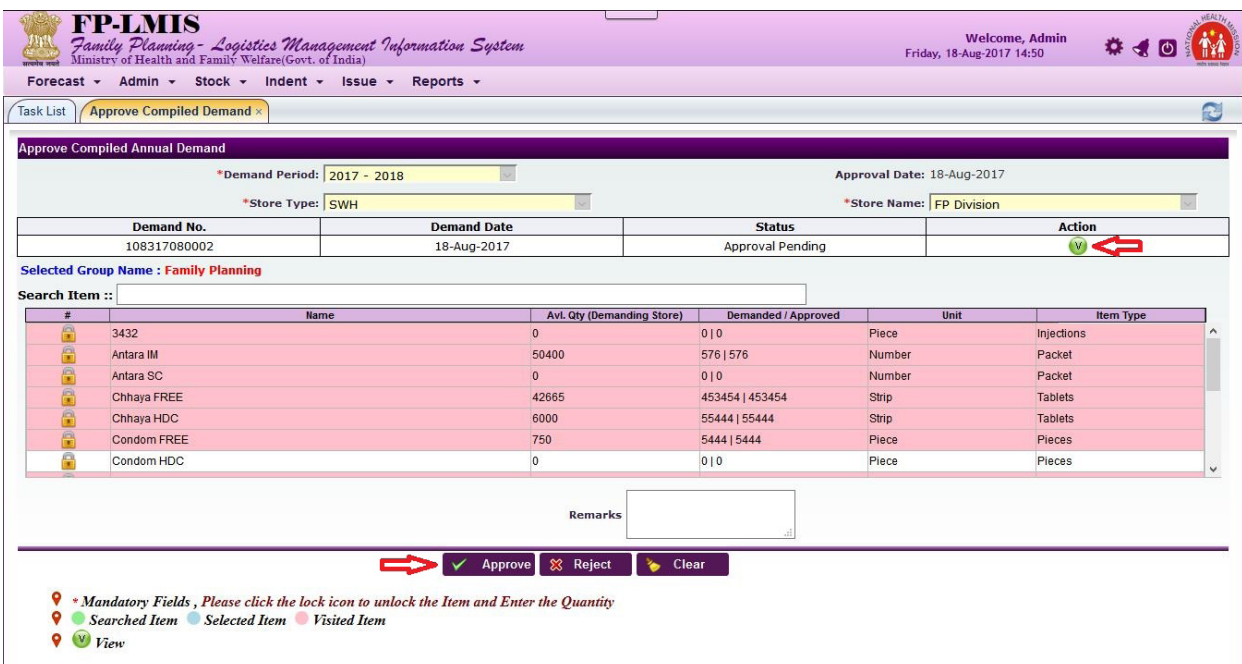 FP-LMIS
Family Planning - Logistics Management Information System
Ministry of Health and Family Welfare(Govt. of India)
Welcome, Admin
Friday, 18-Aug-2017 14:50
NATIONAL HEALTH MISSION
सत्यमेव जयते
Forecast Admin Stock Indent Issue Reports
Task List Approve Compiled Demand ×
Approve Compiled Annual Demand
*Demand Period: 2017 - 2018 Approval Date: 18-Aug-2017
*Store Type: SWH *Store Name: FP Division
Demand No. Demand Date Status Action
108317080002 18-Aug-2017 Approval Pending V
Selected Group Name : Family Planning
Search Item ::
# Name Avl. Qty (Demanding Store) Demanded / Approved Unit Item Type
3432 0 0 | 0 Piece Injections
Antara IM 50400 576 | 576 Number Packet
Antara SC 0 0 | 0 Number Packet
Chhaya FREE 42665 453454 | 453454 Strip Tablets
Chhaya HDC 6000 55444 | 55444 Strip Tablets
Condom FREE 750 5444 | 5444 Piece Pieces
Condom HDC 0 0 | 0 Piece Pieces
Remarks
Approve Reject Clear
* Mandatory Fields , Please click the lock icon to unlock the Item and Enter the Quantity
Searched Item Selected Item Visited Item
V View